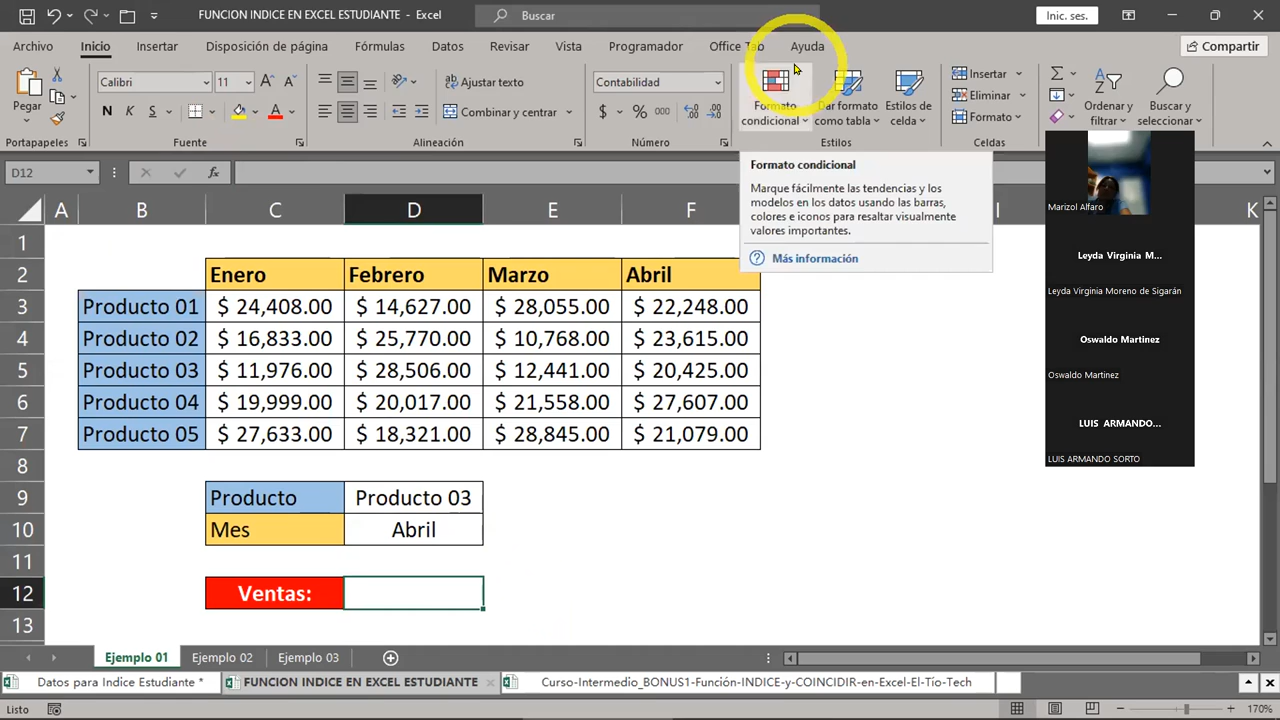 FUNCION INDICE EN EXCEL ESTUDIANTE - Excel
Buscar
Inic. ses.
Archivo Inicio Insertar Disposición de página Fórmulas Datos Revisar Vista Programador Office Tab Ayuda Compartir
Pegar
Calibri 11
N K S
Ajustar texto
Combinar y centrar
Contabilidad
$ % 000
Formato condicional
Dar formato como tabla
Estilos de celda
Insertar
Eliminar
Formato
Ordenar y filtrar
Buscar y seleccionar
Portapapeles Fuente Alineación Número Estilos Celdas
D12 fx
Formato condicional
Marque fácilmente las tendencias y los
modelos en los datos usando las barras,
colores e iconos para resaltar visualmente
valores importantes.
Más información
Marizol Alfaro
Leyda Virginia M...
Leyda Virginia Moreno de Sigarán
Oswaldo Martinez
Oswaldo Martinez
LUIS ARMANDO...
LUIS ARMANDO SORTO
A B C D E F I K
1
2 Enero Febrero Marzo Abril
3 Producto 01 $ 24,408.00 $ 14,627.00 $ 28,055.00 $ 22,248.00
4 Producto 02 $ 16,833.00 $ 25,770.00 $ 10,768.00 $ 23,615.00
5 Producto 03 $ 11,976.00 $ 28,506.00 $ 12,441.00 $ 20,425.00
6 Producto 04 $ 19,999.00 $ 20,017.00 $ 21,558.00 $ 27,607.00
7 Producto 05 $ 27,633.00 $ 18,321.00 $ 28,845.00 $ 21,079.00
8
9 Producto Producto 03
10 Mes Abril
11
12 Ventas:
13
Ejemplo 01 Ejemplo 02 Ejemplo 03
Datos para Indice Estudiante * FUNCION INDICE EN EXCEL ESTUDIANTE Curso-Intermedio_BONUS1-Función-INDICE-y-COINCIDIR-en-Excel-El-Tío-Tech
Listo 170%